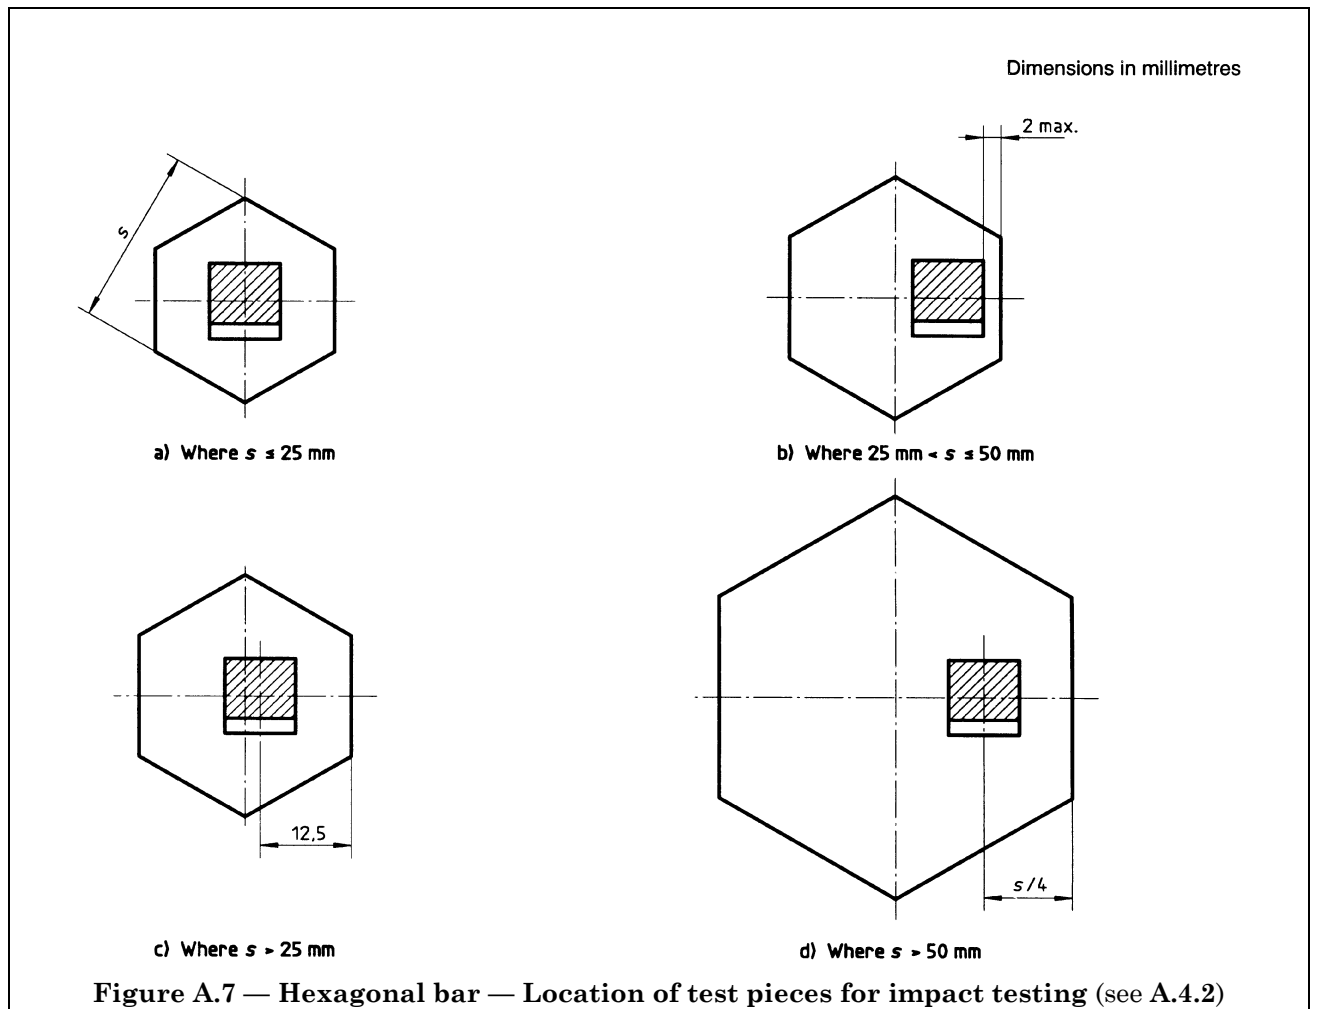 Dimensions in millimetres
2 max.
s
a) Where s ≤ 25 mm
b) Where 25 mm < s ≤ 50 mm
12,5
s/4
c) Where s > 25 mm
d) Where s > 50 mm
Figure A.7 — Hexagonal bar — Location of test pieces for impact testing (see A.4.2)